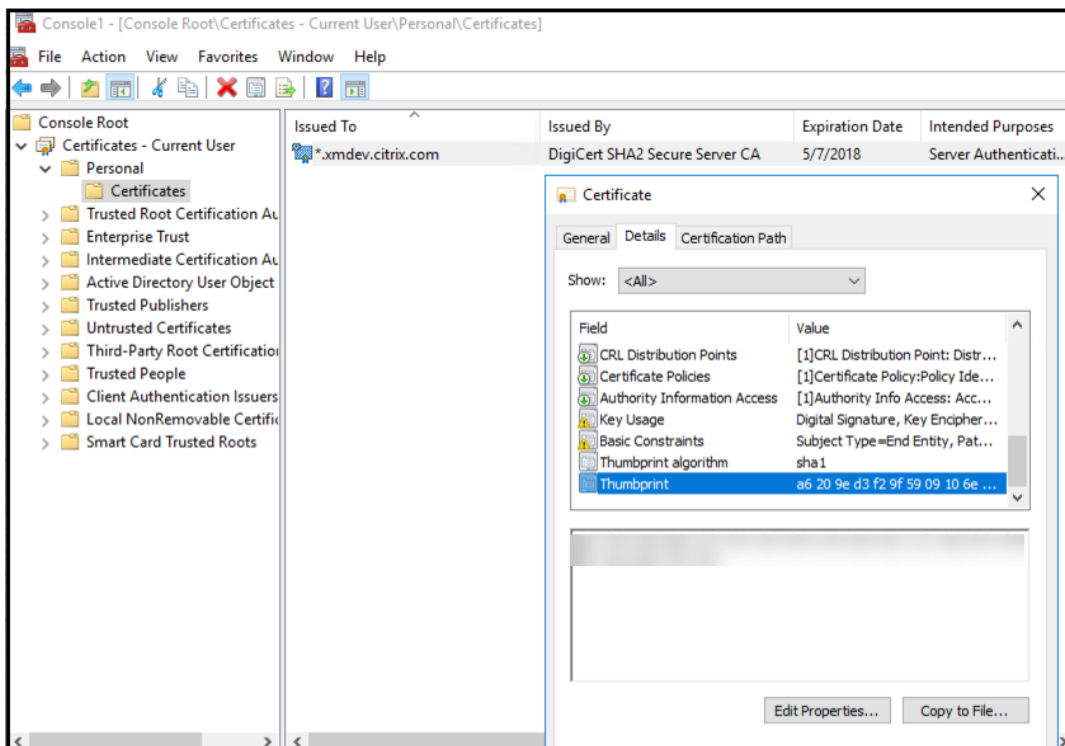 Console1 - [Console Root\Certificates - Current User\Personal\Certificates]
File Action View Favorites Window Help
Console Root
Certificates - Current User
Personal
Certificates
Trusted Root Certification Au
Enterprise Trust
Intermediate Certification Au
Active Directory User Object
Trusted Publishers
Untrusted Certificates
Third-Party Root Certification
Trusted People
Client Authentication Issuers
Local NonRemovable Certific
Smart Card Trusted Roots
Issued To Issued By Expiration Date Intended Purposes
*.xmdev.citrix.com DigiCert SHA2 Secure Server CA 5/7/2018 Server Authenticati...
Certificate
General Details Certification Path
Show: <All>
Field Value
CRL Distribution Points [1]CRL Distribution Point: Distr...
Certificate Policies [1]Certificate Policy:Policy Ide...
Authority Information Access [1]Authority Info Access: Acc...
Key Usage Digital Signature, Key Encipher...
Basic Constraints Subject Type=End Entity, Pat...
Thumbprint algorithm sha1
Thumbprint a6 20 9e d3 f2 9f 59 09 10 6e ...
Edit Properties... Copy to File...